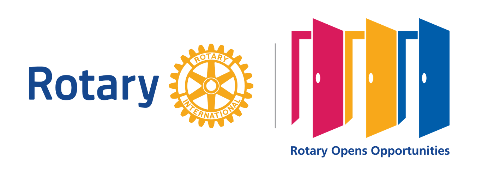 Rotary
ROTARY
INTERNATIONAL
Rotary Opens Opportunities